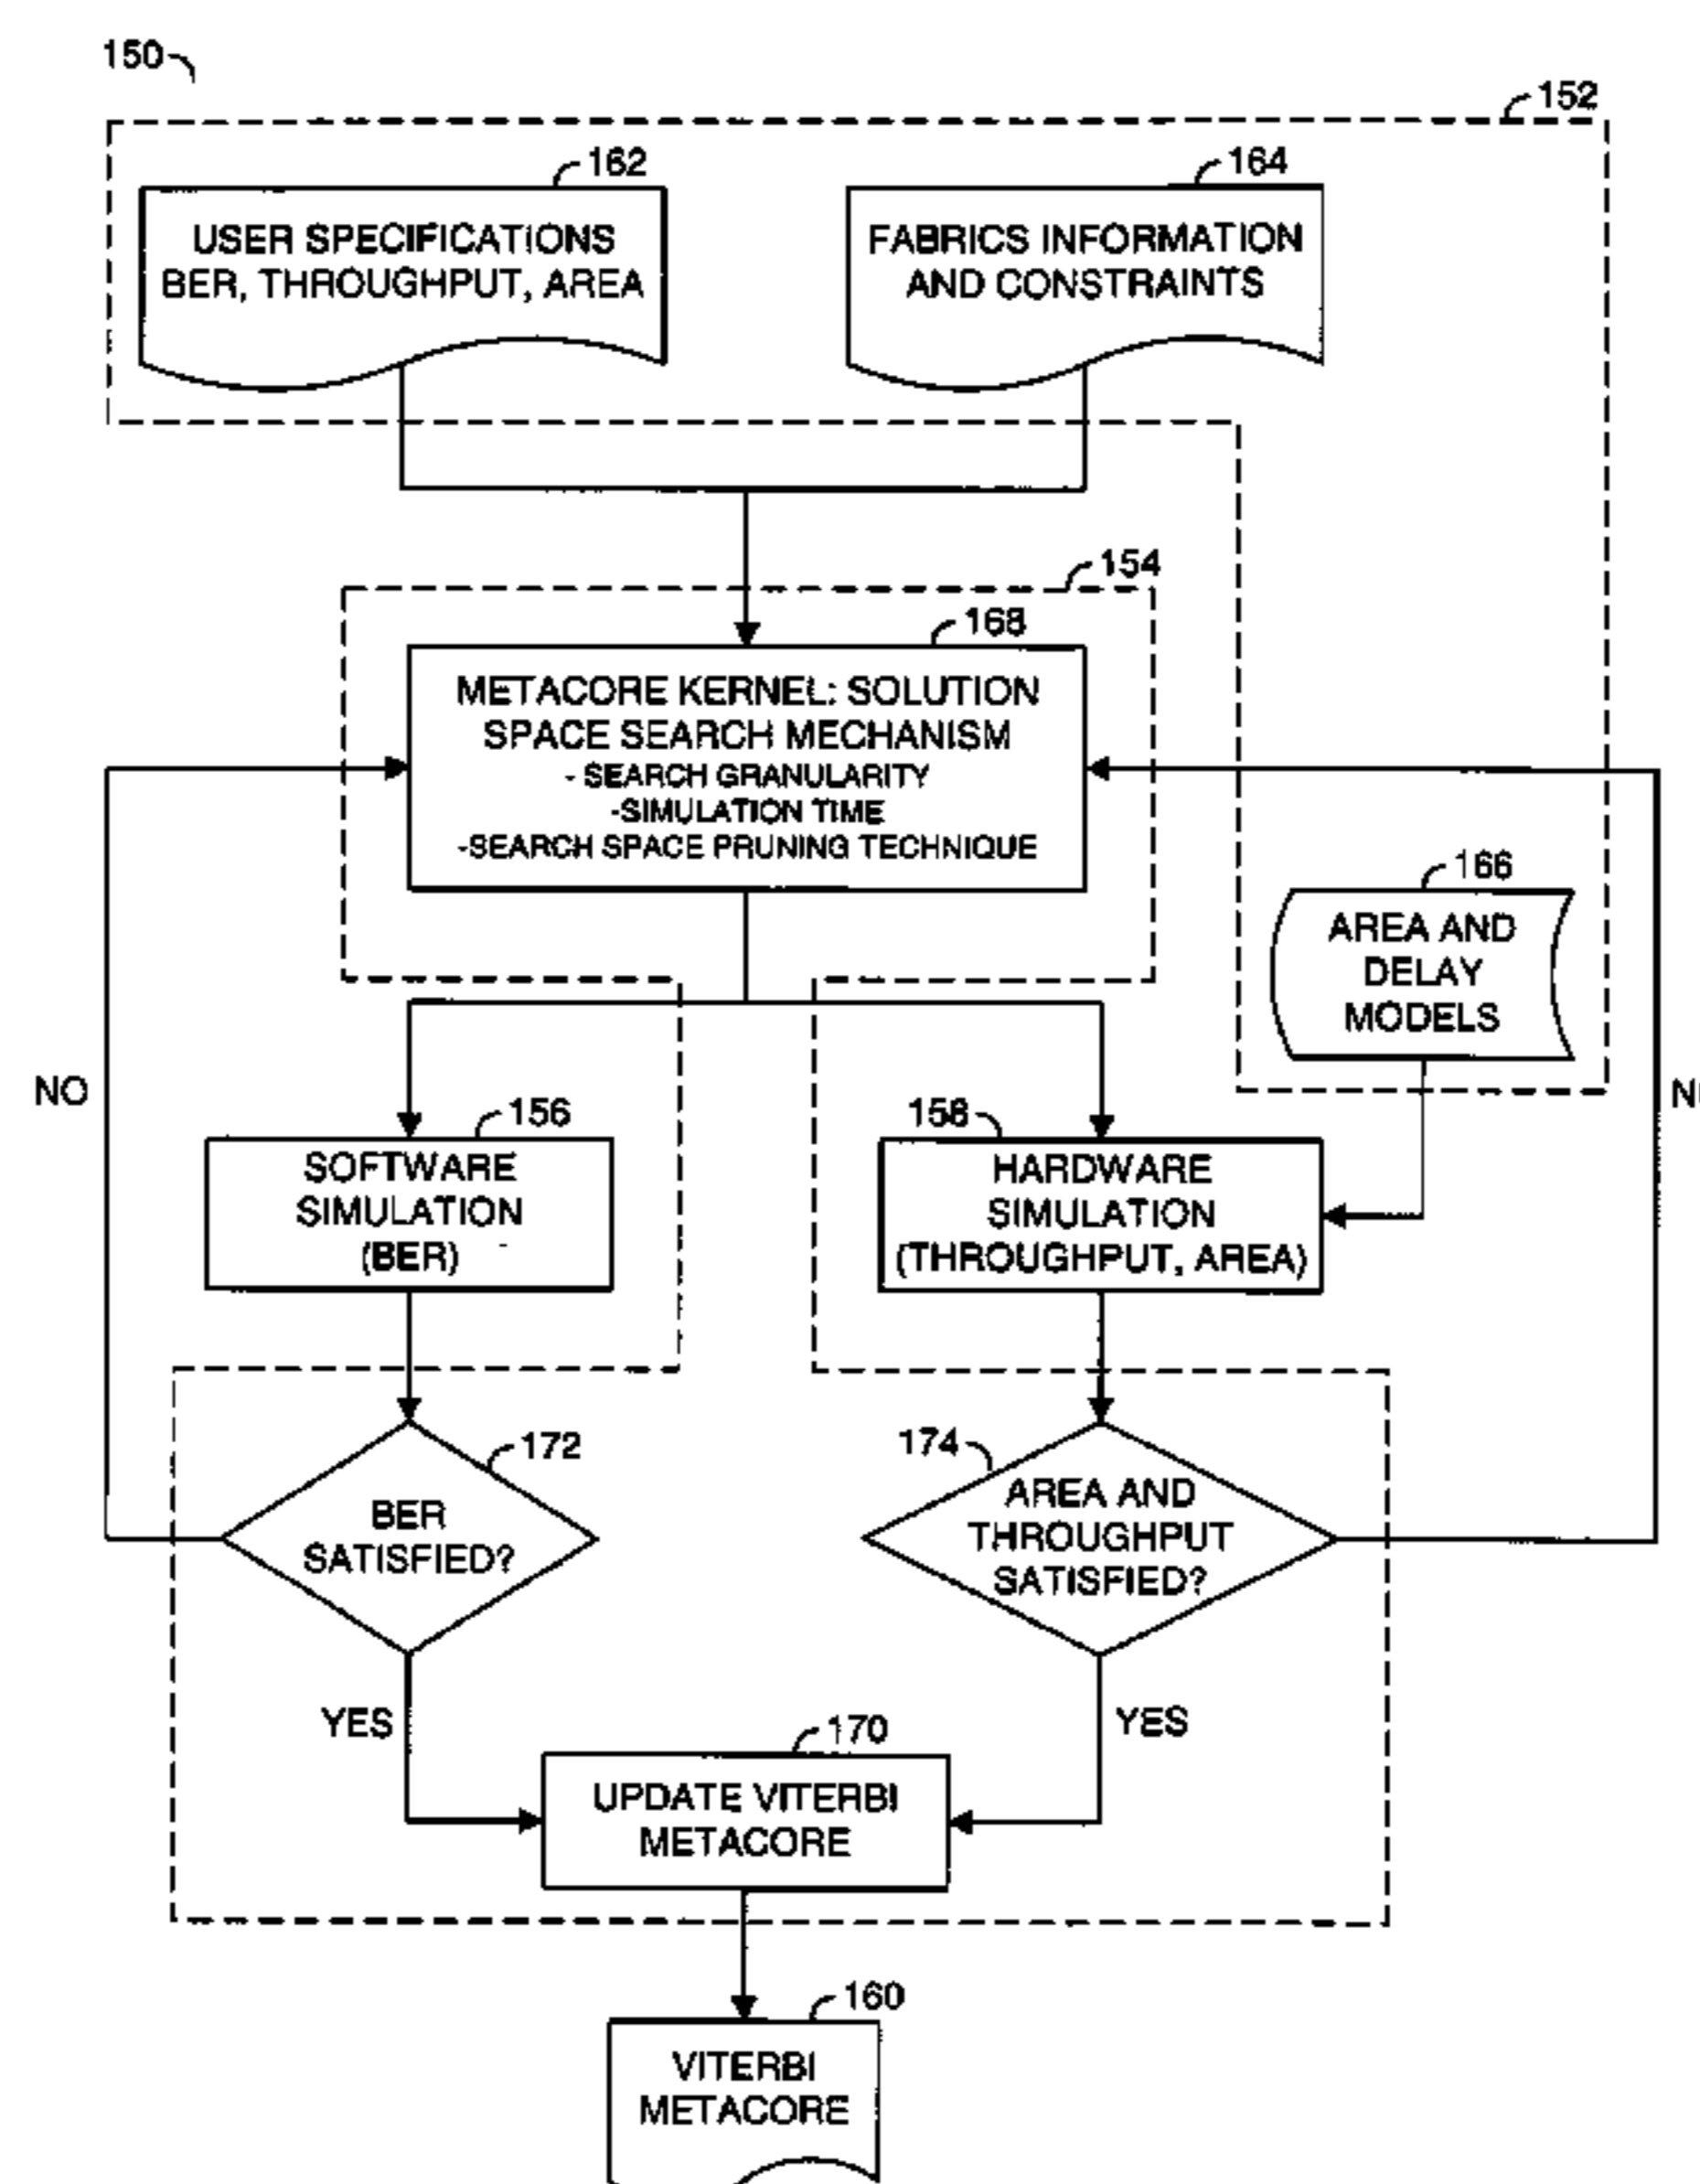 150
152
162
164
USER SPECIFICATIONS
BER, THROUGHPUT, AREA
FABRICS INFORMATION
AND CONSTRAINTS
154
168
METACORE KERNEL: SOLUTION
SPACE SEARCH MECHANISM
- SEARCH GRANULARITY
-SIMULATION TIME
-SEARCH SPACE PRUNING TECHNIQUE
166
AREA AND
DELAY
MODELS
NO
156
SOFTWARE
SIMULATION
(BER)
158
HARDWARE
SIMULATION
(THROUGHPUT, AREA)
172
BER
SATISFIED?
174
AREA AND
THROUGHPUT
SATISFIED?
YES
YES
170
UPDATE VITERBI
METACORE
160
VITERBI
METACORE